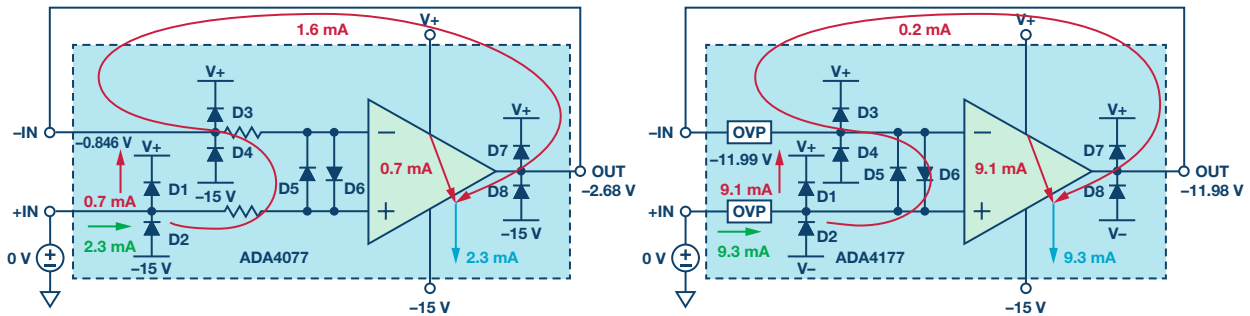 1.6 mA
V+
V+
D3
–IN
–0.846 V
D4
V+
–15 V
D1
D5
D6
0.7 mA
V+
D7
OUT
–2.68 V
D8
0.7 mA
+IN
2.3 mA
D2
–15 V
–15 V
0 V
ADA4077
2.3 mA
–15 V
0.2 mA
V+
V+
D3
–IN
OVP
–11.99 V
D4
V+
D1
D5
D6
9.1 mA
V+
D7
OUT
–11.98 V
D8
9.1 mA
+IN
OVP
9.3 mA
D2
V–
V–
0 V
ADA4177
9.3 mA
–15 V